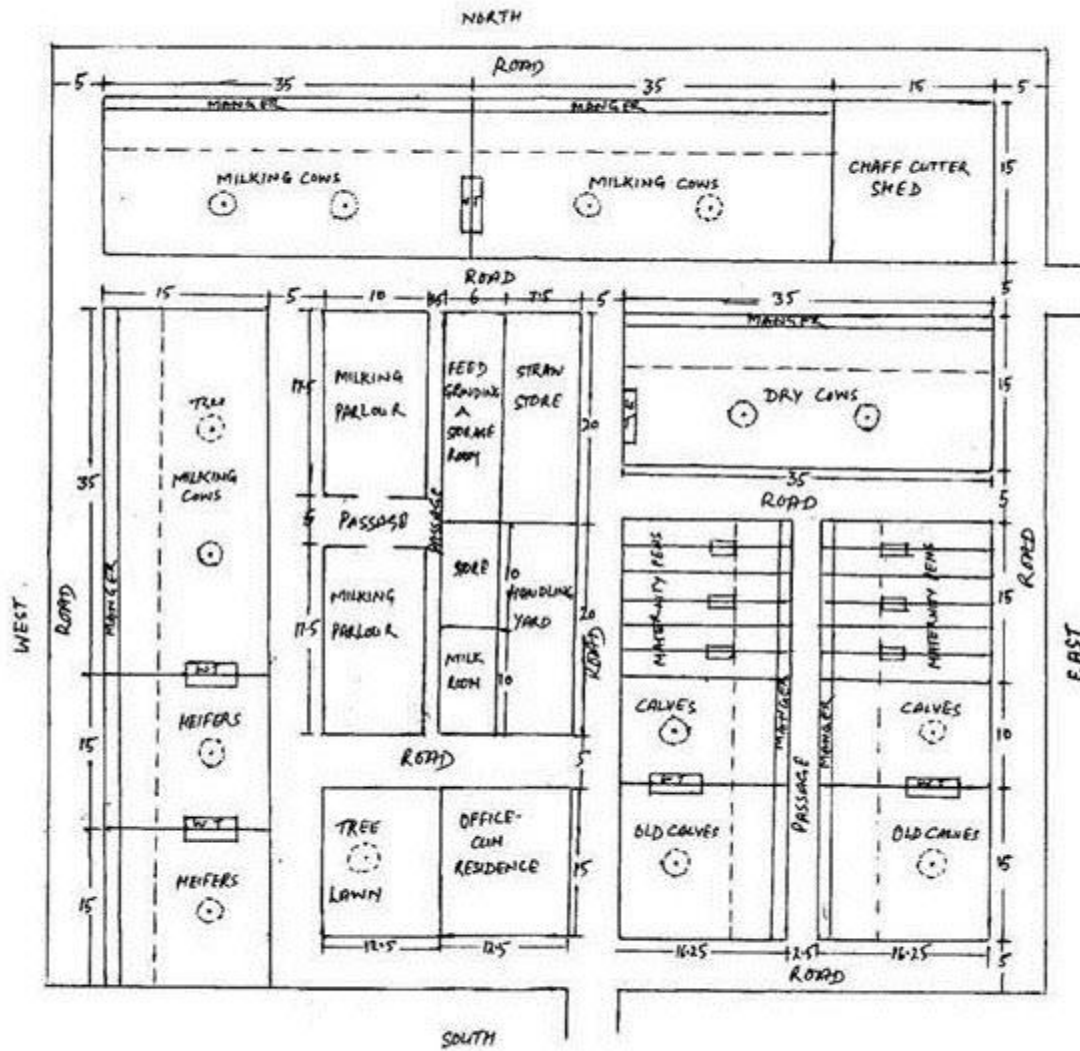 NORTH
ROAD
5 35 35 15 5
MANGER MANGER
MILKING COWS
MILKING COWS
CHAFF CUTTER
SHED
15
ROAD
15 5 10 6 7.5 5 35
5
MANGER
MILKING
PARLOUR
17.5
FEED
GRINDING
STORAGE
ROOM
STRAW
STORE
20
DRY COWS
15
35
TREE
MILKING
COWS
35
ROAD
5
PASSAGE
PASSAGE
WEST
ROAD
MANGER
MILKING
PARLOUR
17.5
STORE
10
HANDLING
YARD
20
ROAD
MILK
ROOM
10
MATERNITY PENS
MATERNITY PENS
15
ROAD
EAST
WT
HEIFERS
15
ROAD
5
CALVES
MANGER
MANGER
CALVES
10
WT
WT
WT
TREE
LAWN
OFFICE-
CUM
RESIDENCE
15
OLD CALVES
PASSAGE
OLD CALVES
15
HEIFERS
15
12.5 12.5
16.25 2.5 16.25
5
ROAD
SOUTH